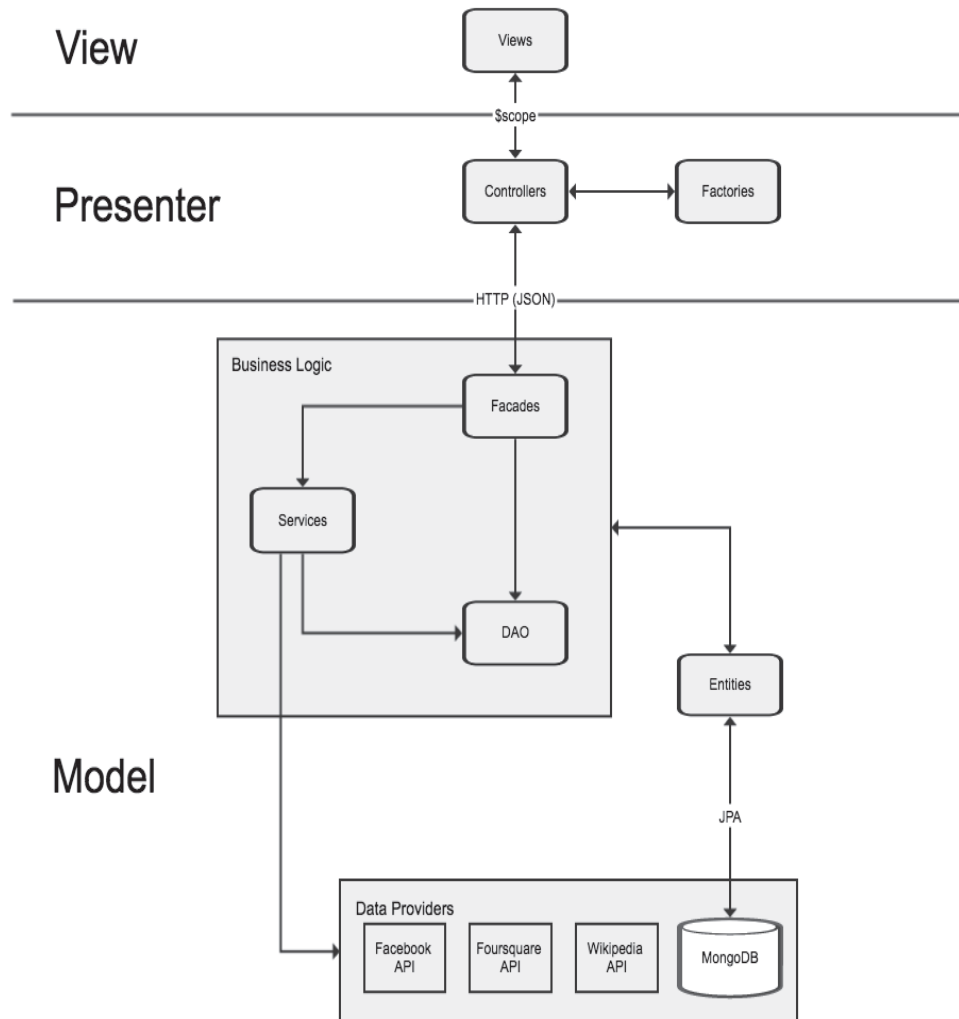 View
Views
$scope
Presenter
Controllers
Factories
HTTP (JSON)
Business Logic
Facades
Services
DAO
Entities
Model
JPA
Data Providers
Facebook
API
Foursquare
API
Wikipedia
API
MongoDB